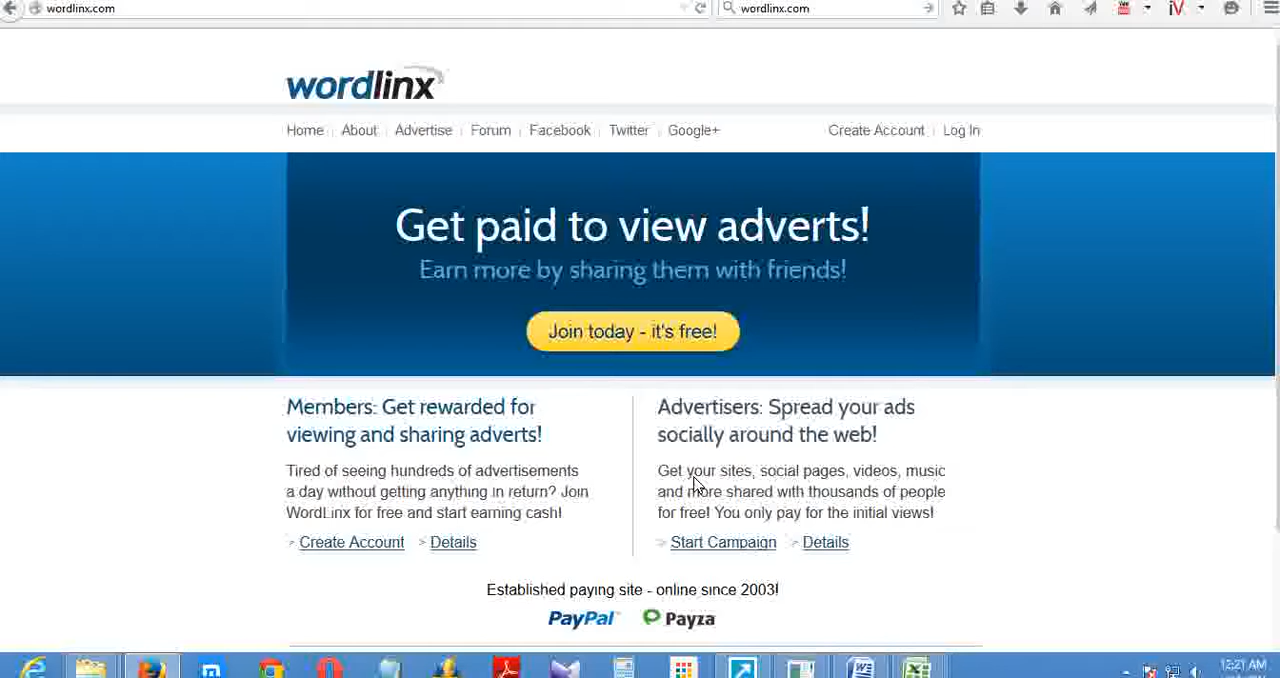 wordlinx.com
wordlinx.com
wordlinx
Home About Advertise Forum Facebook Twitter Google+ Create Account Log In
Get paid to view adverts!
Earn more by sharing them with friends!
Join today - it's free!
Members: Get rewarded for
viewing and sharing adverts!
Tired of seeing hundreds of advertisements
a day without getting anything in return? Join
WordLinx for free and start earning cash!
> Create Account > Details
Advertisers: Spread your ads
socially around the web!
Get your sites, social pages, videos, music
and more shared with thousands of people
for free! You only pay for the initial views!
> Start Campaign > Details
Established paying site - online since 2003!
PayPal Payza
12:21 AM